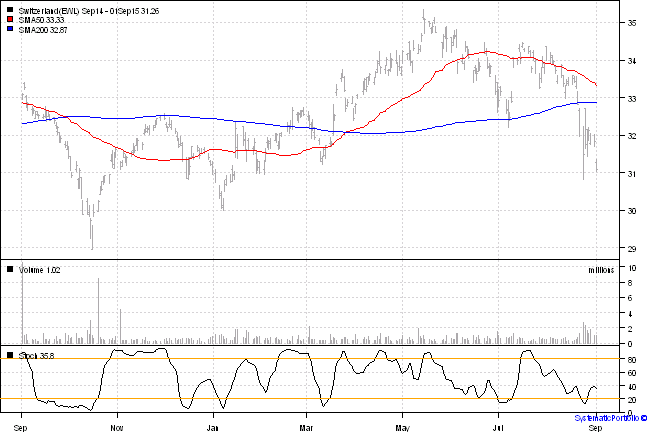 Switzerland(EWL) Sep14 - 01Sep15 31.26
SMA50 33.33
SMA200 32.87
35
34
33
32
31
30
29
Volume 1.02
millions
10
8
6
4
2
0
Stoch 35.8
80
60
40
20
0
Sep Nov Jan Mar May Jul Sep
SystematicPortfolio ©